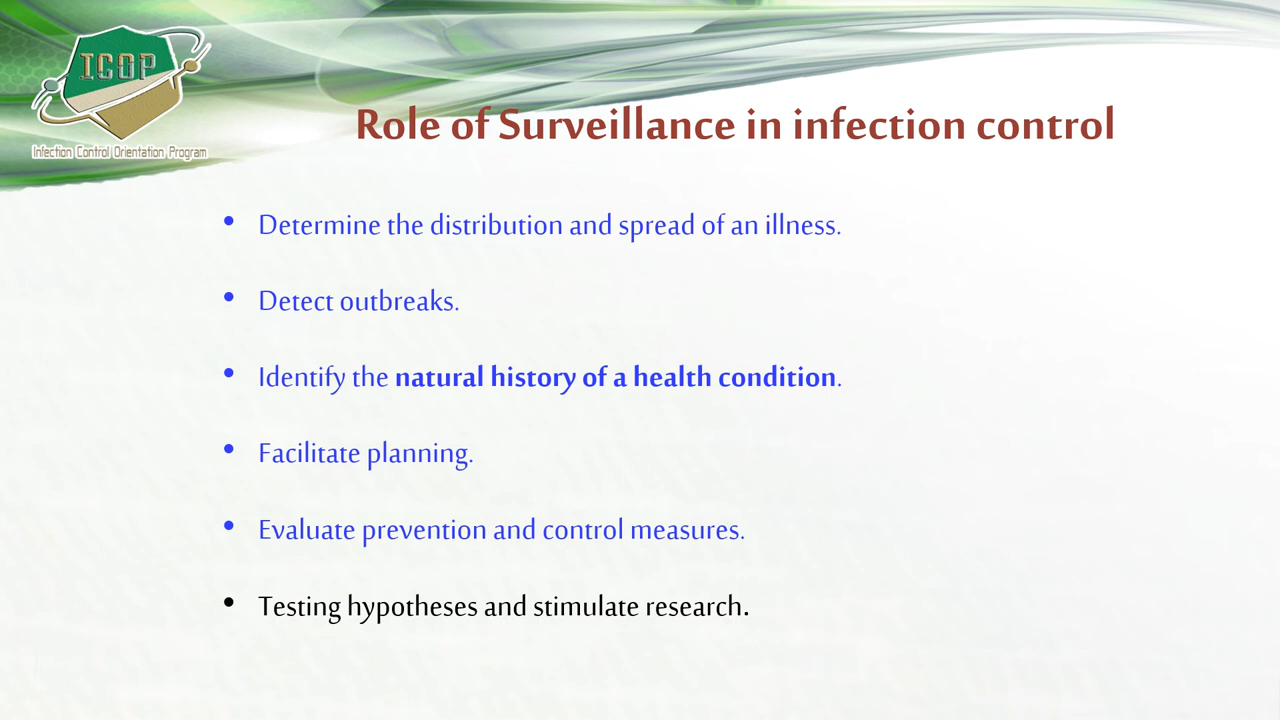 ICOP
Infection Control Orientation Program
Role of Surveillance in infection control
• Determine the distribution and spread of an illness.
• Detect outbreaks.
• Identify the natural history of a health condition.
• Facilitate planning.
• Evaluate prevention and control measures.
• Testing hypotheses and stimulate research.